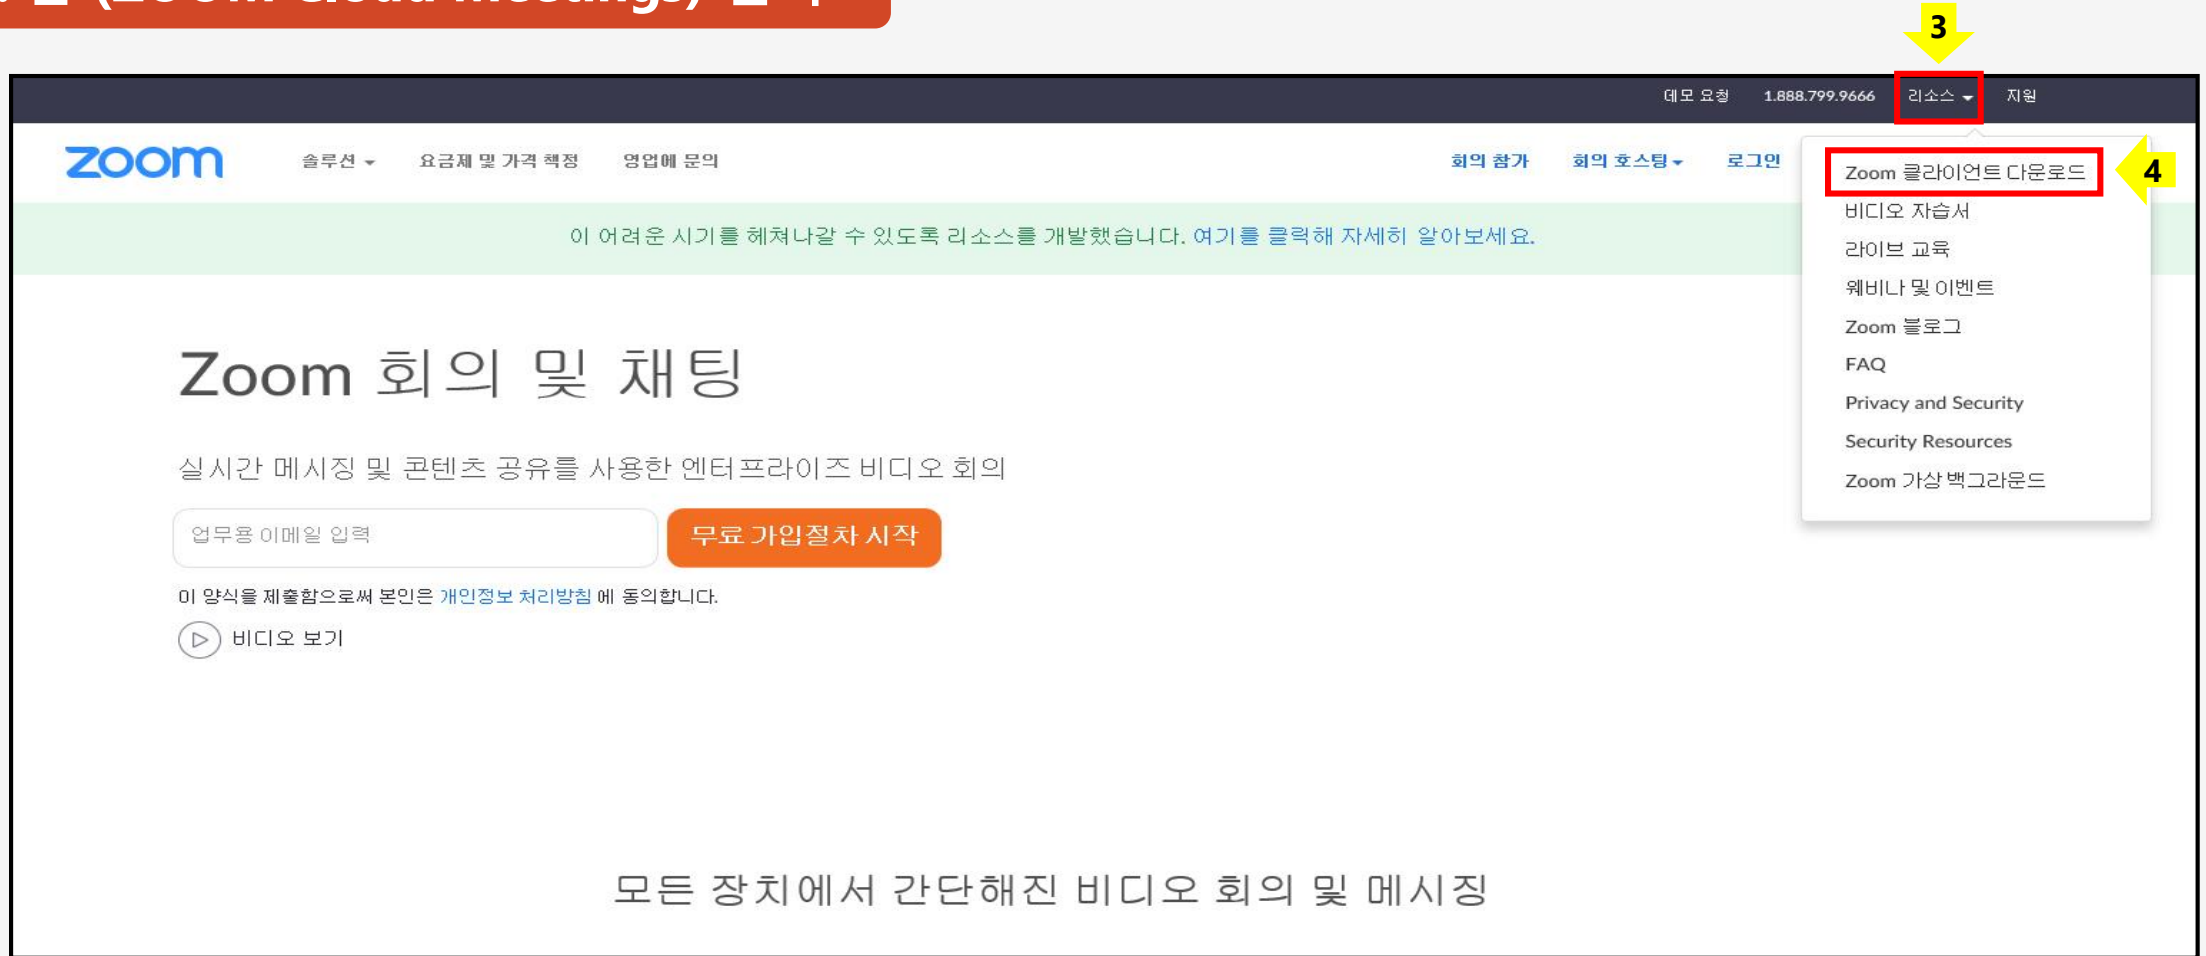 (ZOOM Cloud Meetings)
3
데모 요청 1.888.799.9666 리소스 지원
zoom 솔루션 요금제 및 가격 책정 영업에 문의 회의 참가 회의 호스팅 로그인
Zoom 클라이언트 다운로드
4
비디오 자습서
라이브 교육
웨비나 및 이벤트
Zoom 블로그
FAQ
Privacy and Security
Security Resources
Zoom 가상 백그라운드
이 어려운 시기를 헤쳐나갈 수 있도록 리소스를 개발했습니다. 여기를 클릭해 자세히 알아보세요.
Zoom 회의 및 채팅
실시간 메시징 및 콘텐츠 공유를 사용한 엔터프라이즈 비디오 회의
업무용 이메일 입력 무료 가입절차 시작
이 양식을 제출함으로써 본인은 개인정보 처리방침 에 동의합니다.
비디오 보기
모든 장치에서 간단해진 비디오 회의 및 메시징